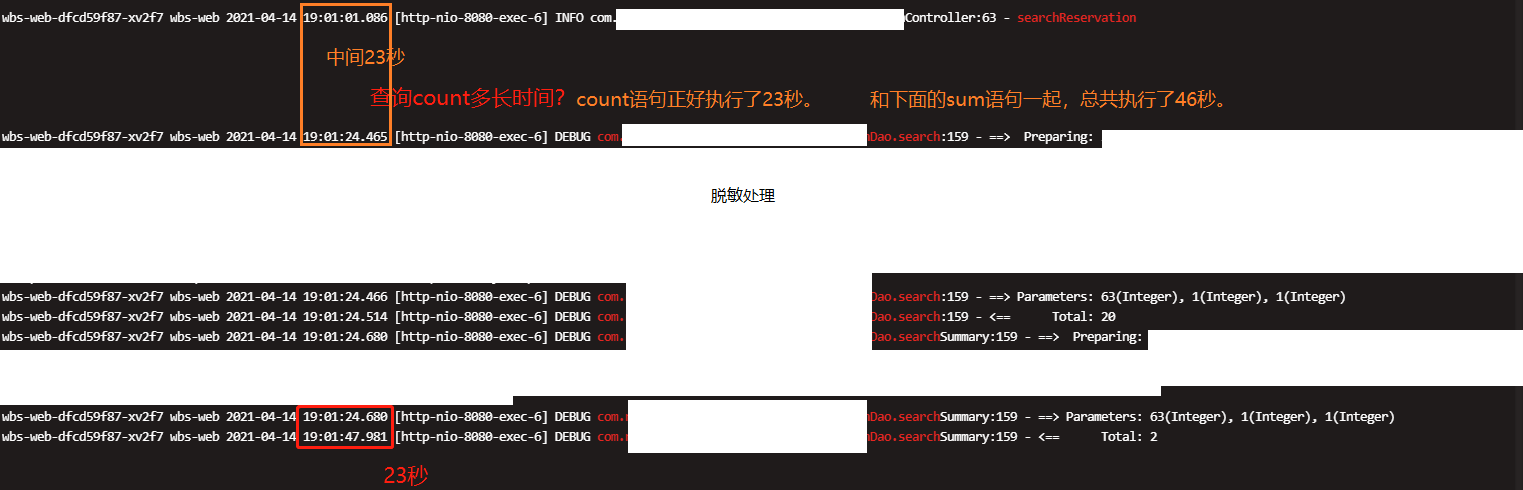 wbs-web-dfcd59f87-xv2f7 wbs-web 2021-04-14 19:01:01.086 [http-nio-8080-exec-6] INFO com. Controller:63 - searchReservation
中间23秒
查询count多长时间? count语句正好执行了23秒。 和下面的sum语句一起，总共执行了46秒。
wbs-web-dfcd59f87-xv2f7 wbs-web 2021-04-14 19:01:24.465 [http-nio-8080-exec-6] DEBUG com. Dao.search:159 - ==> Preparing:
脱敏处理
wbs-web-dfcd59f87-xv2f7 wbs-web 2021-04-14 19:01:24.466 [http-nio-8080-exec-6] DEBUG com. Dao.search:159 - ==> Parameters: 63(Integer), 1(Integer), 1(Integer)
wbs-web-dfcd59f87-xv2f7 wbs-web 2021-04-14 19:01:24.514 [http-nio-8080-exec-6] DEBUG com. Dao.search:159 - <== Total: 20
wbs-web-dfcd59f87-xv2f7 wbs-web 2021-04-14 19:01:24.680 [http-nio-8080-exec-6] DEBUG com. Dao.searchSummary:159 - ==> Preparing:
wbs-web-dfcd59f87-xv2f7 wbs-web 2021-04-14 19:01:24.680 [http-nio-8080-exec-6] DEBUG com. Dao.searchSummary:159 - ==> Parameters: 63(Integer), 1(Integer), 1(Integer)
wbs-web-dfcd59f87-xv2f7 wbs-web 2021-04-14 19:01:47.981 [http-nio-8080-exec-6] DEBUG com. Dao.searchSummary:159 - <== Total: 2
23秒